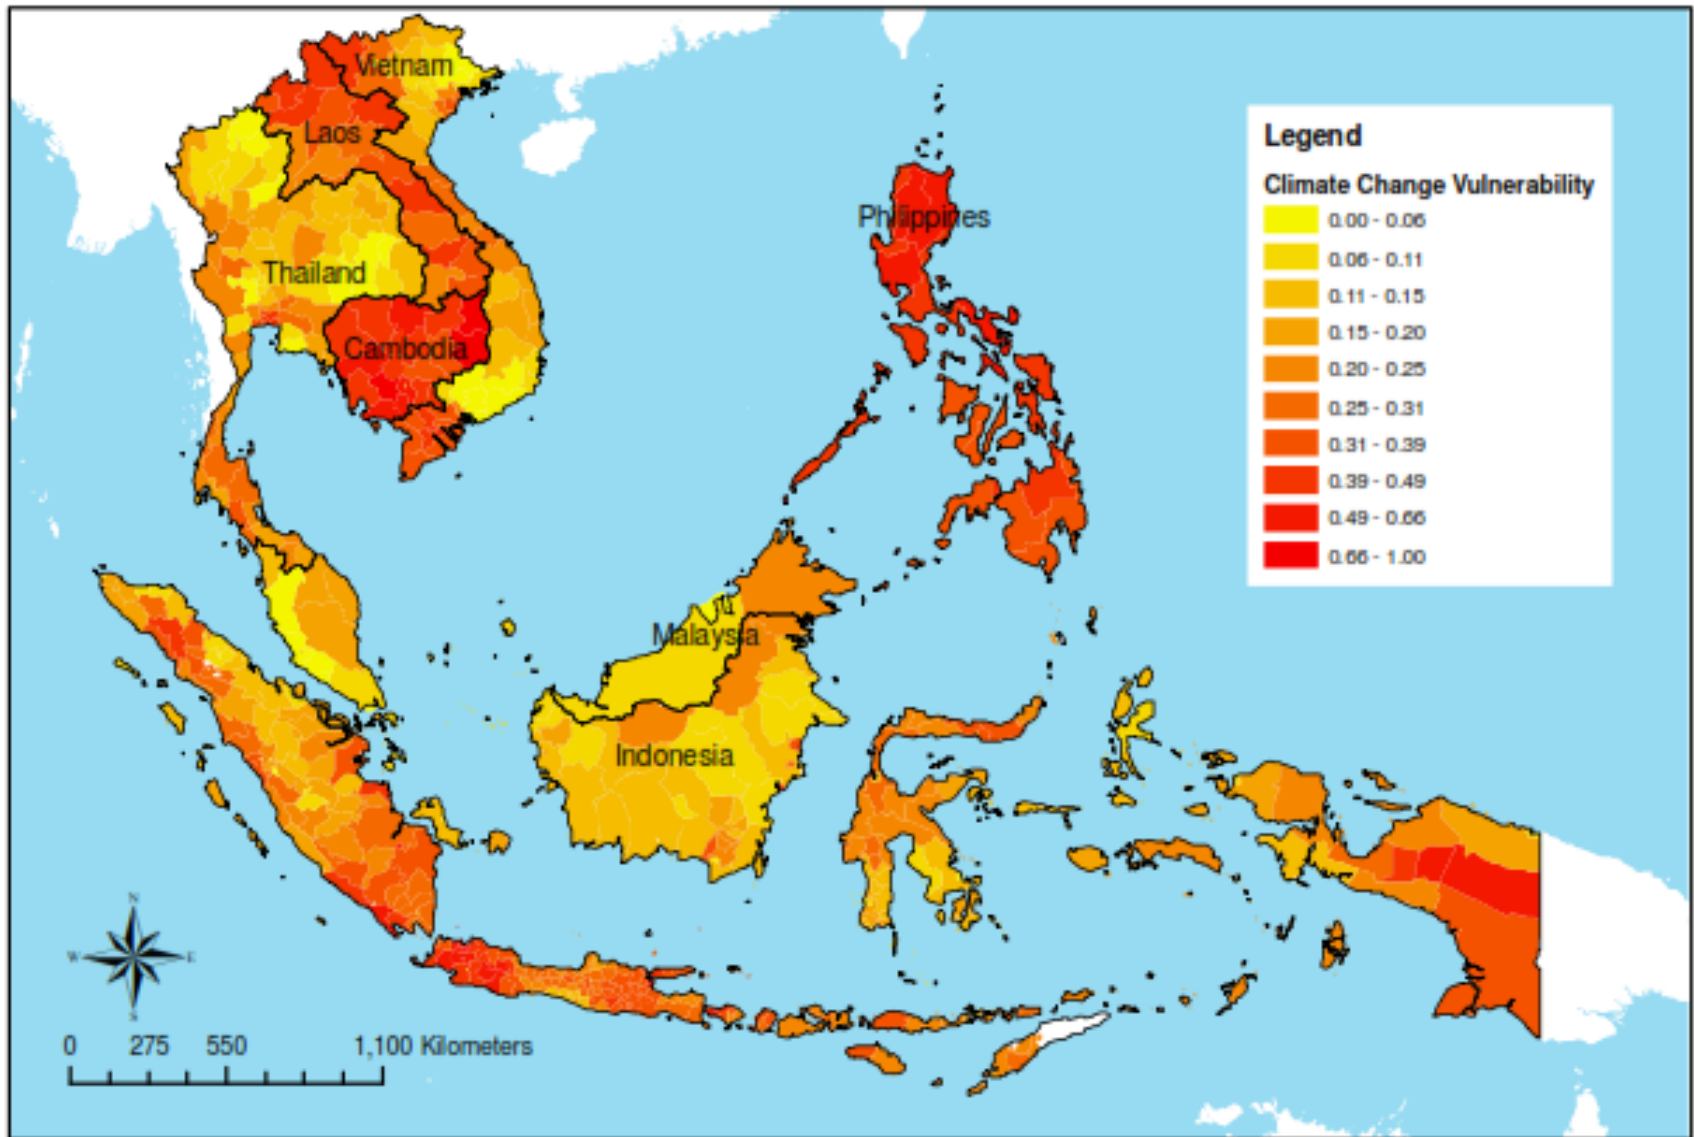 Vietnam
Laos
Thailand
Cambodia
Philippines
Malaysia
Indonesia
Legend
Climate Change Vulnerability
0.00 - 0.06
0.06 - 0.11
0.11 - 0.15
0.15 - 0.20
0.20 - 0.25
0.25 - 0.31
0.31 - 0.39
0.39 - 0.49
0.49 - 0.66
0.66 - 1.00
N
W E
S
0 275 550 1,100 Kilometers